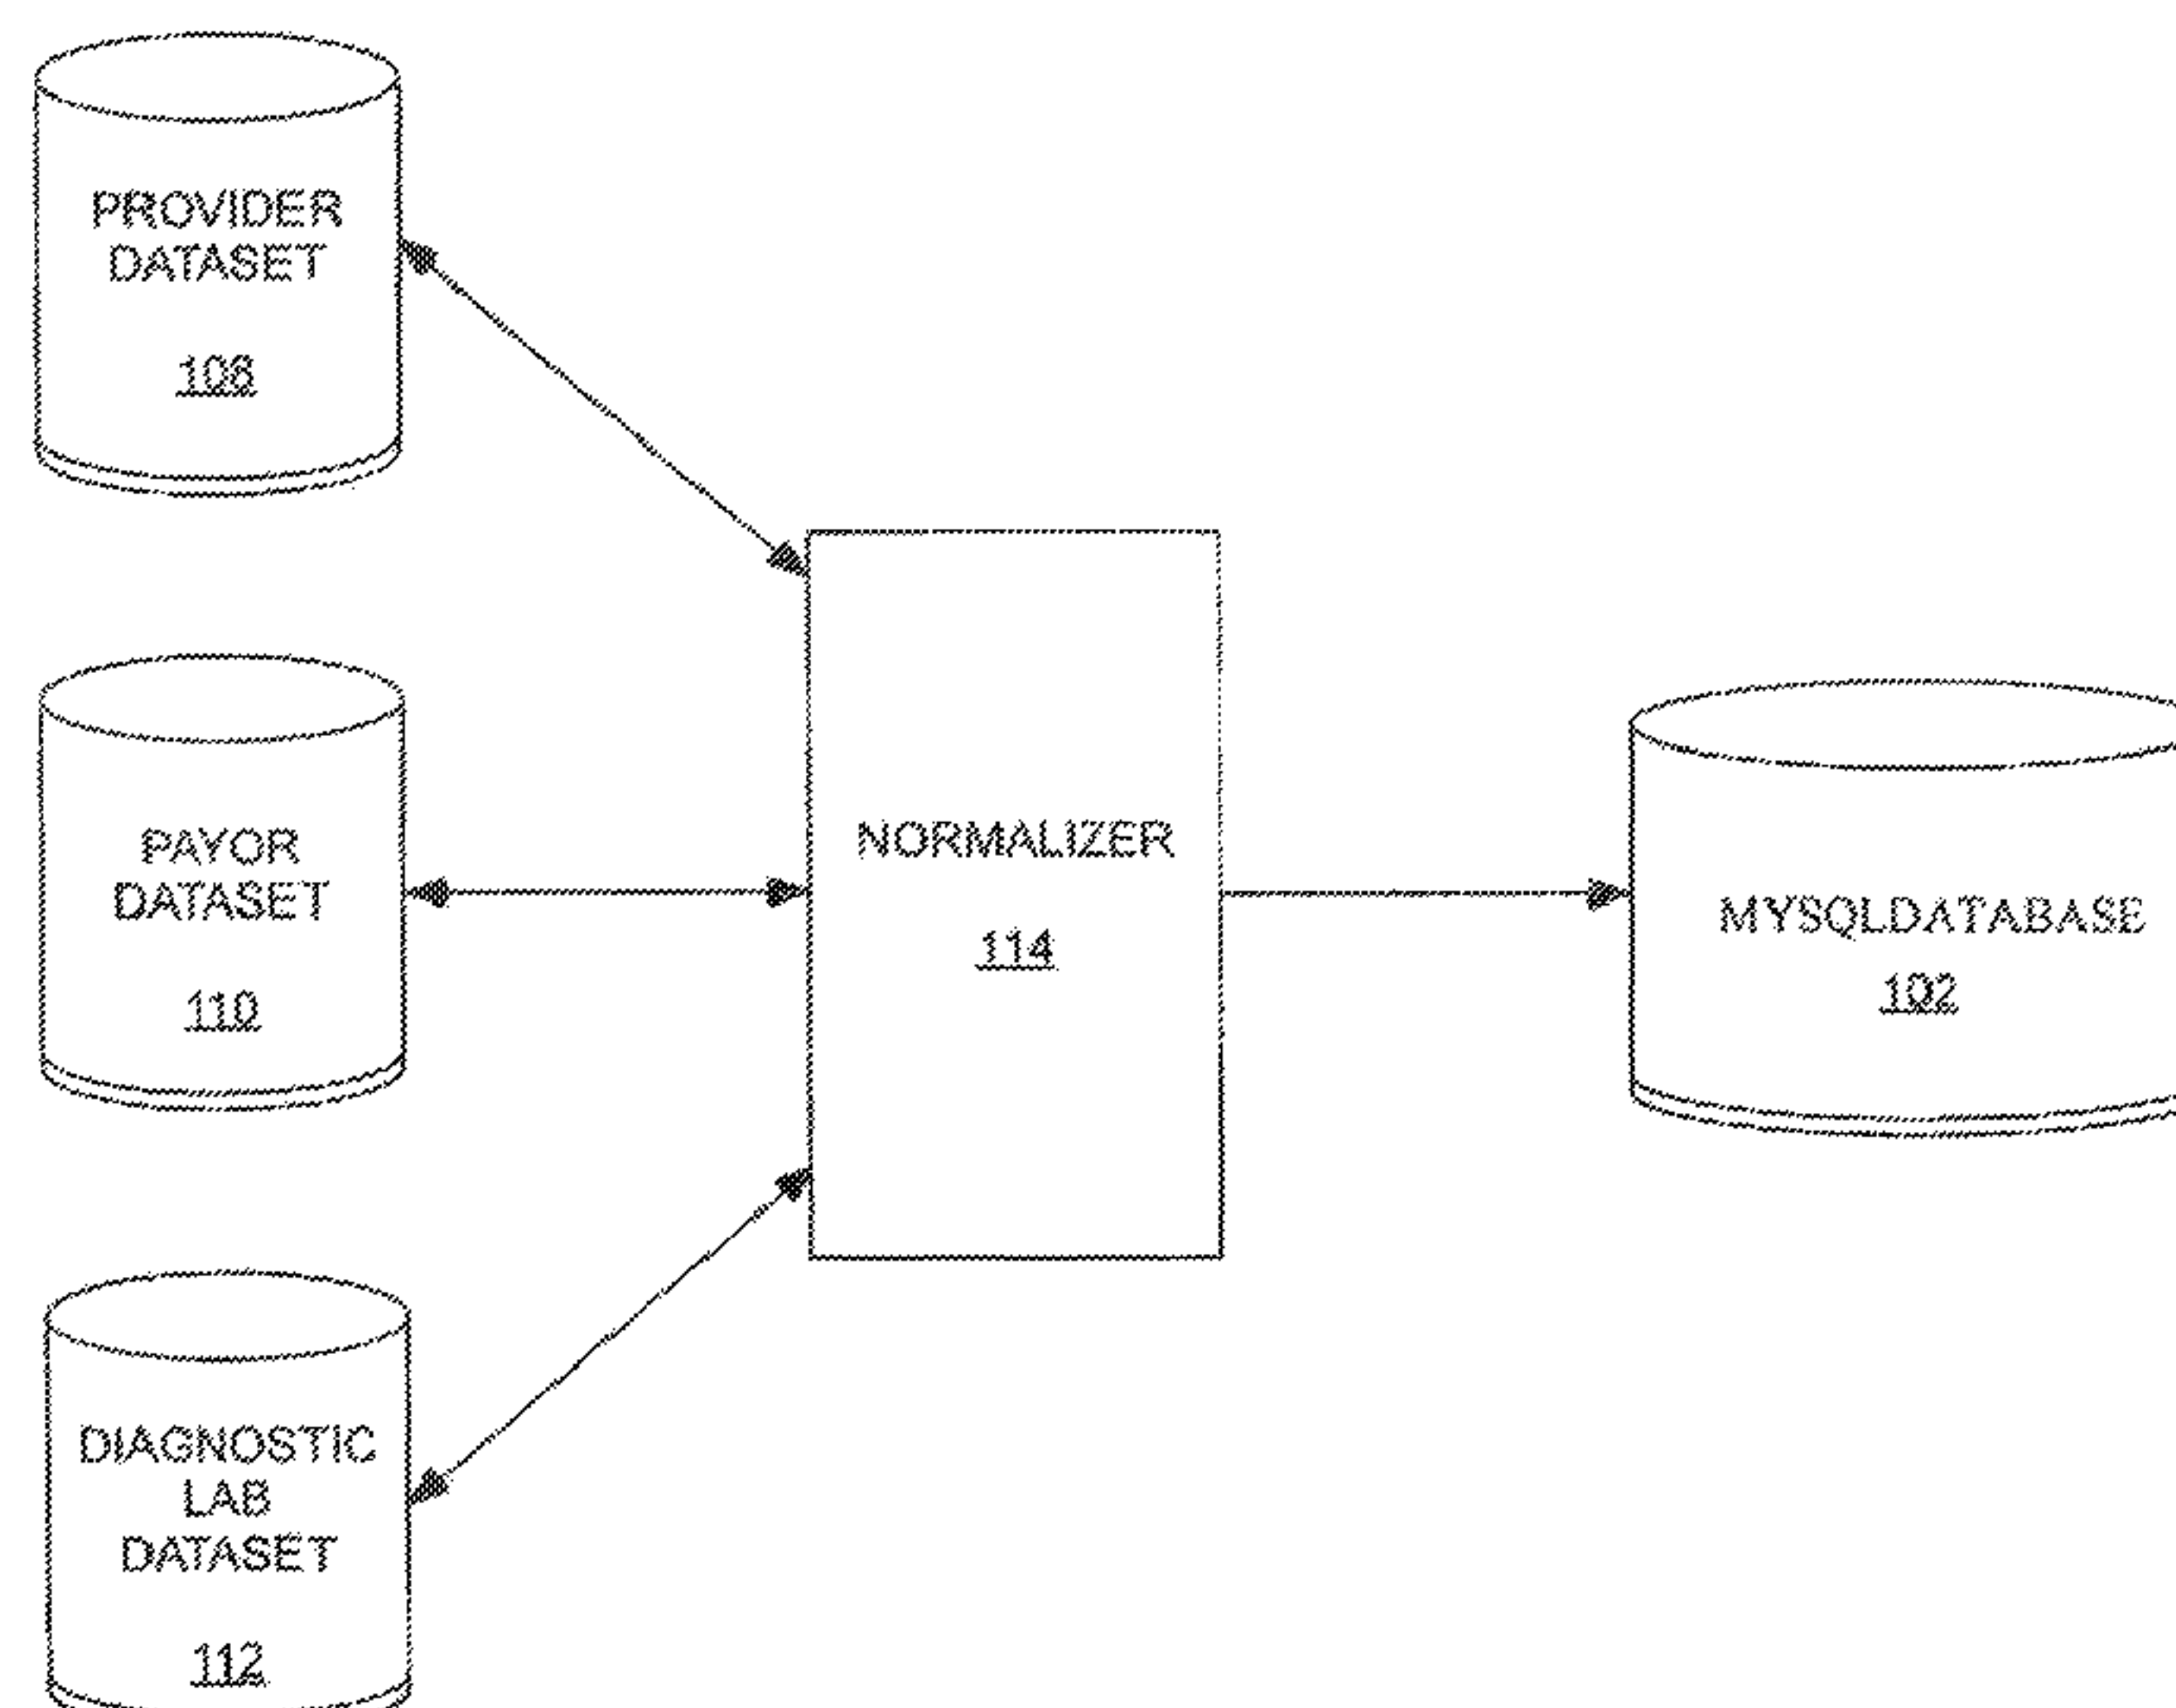 PROVIDER
DATASET
108
PAYOR
DATASET
110
DIAGNOSTIC
LAB
DATASET
112
NORMALIZER
114
MYSQLDATABASE
102